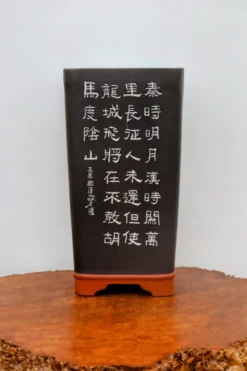 秦時明月漢時關萬
里長征人未還但使
龍城飛將在不教胡
馬度陰山